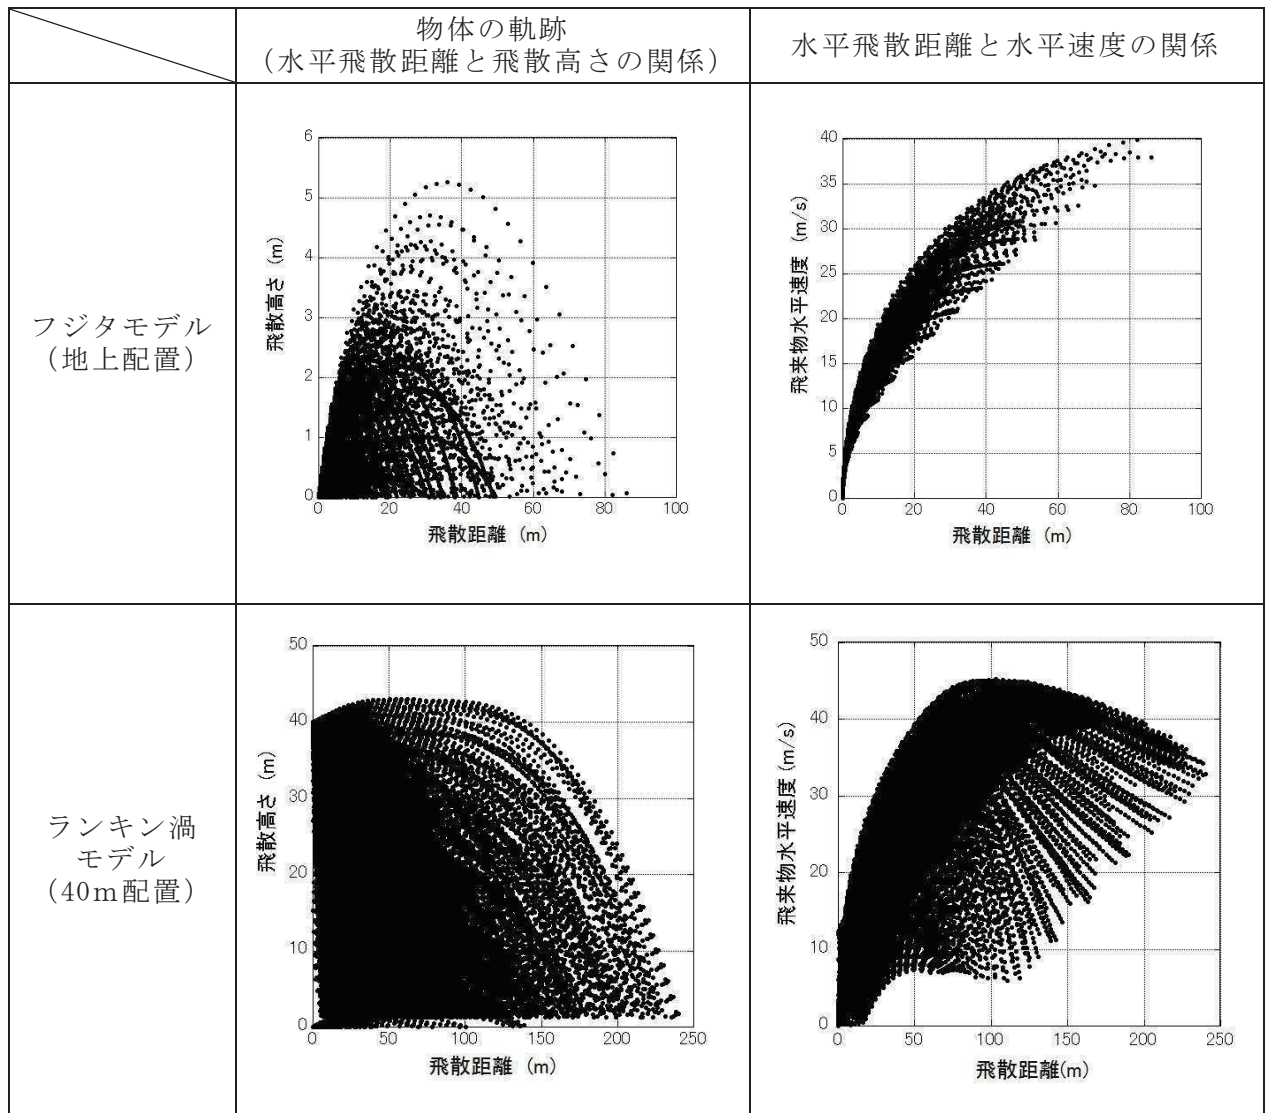 物体の軌跡
（水平飛散距離と飛散高さの関係）
水平飛散距離と水平速度の関係
フジタモデル
（地上配置）
6
5
4
3
2
1
0
0 20 40 60 80 100
飛散高さ (m)
飛散距離 (m)
40
35
30
25
20
15
10
5
0
0 20 40 60 80 100
飛来物水平速度 (m/s)
飛散距離 (m)
ランキン渦
モデル
（40m配置）
50
40
30
20
10
0
0 50 100 150 200 250
飛散高さ (m)
飛散距離 (m)
50
40
30
20
10
0
0 50 100 150 200 250
飛来物水平速度 (m/s)
飛散距離(m)